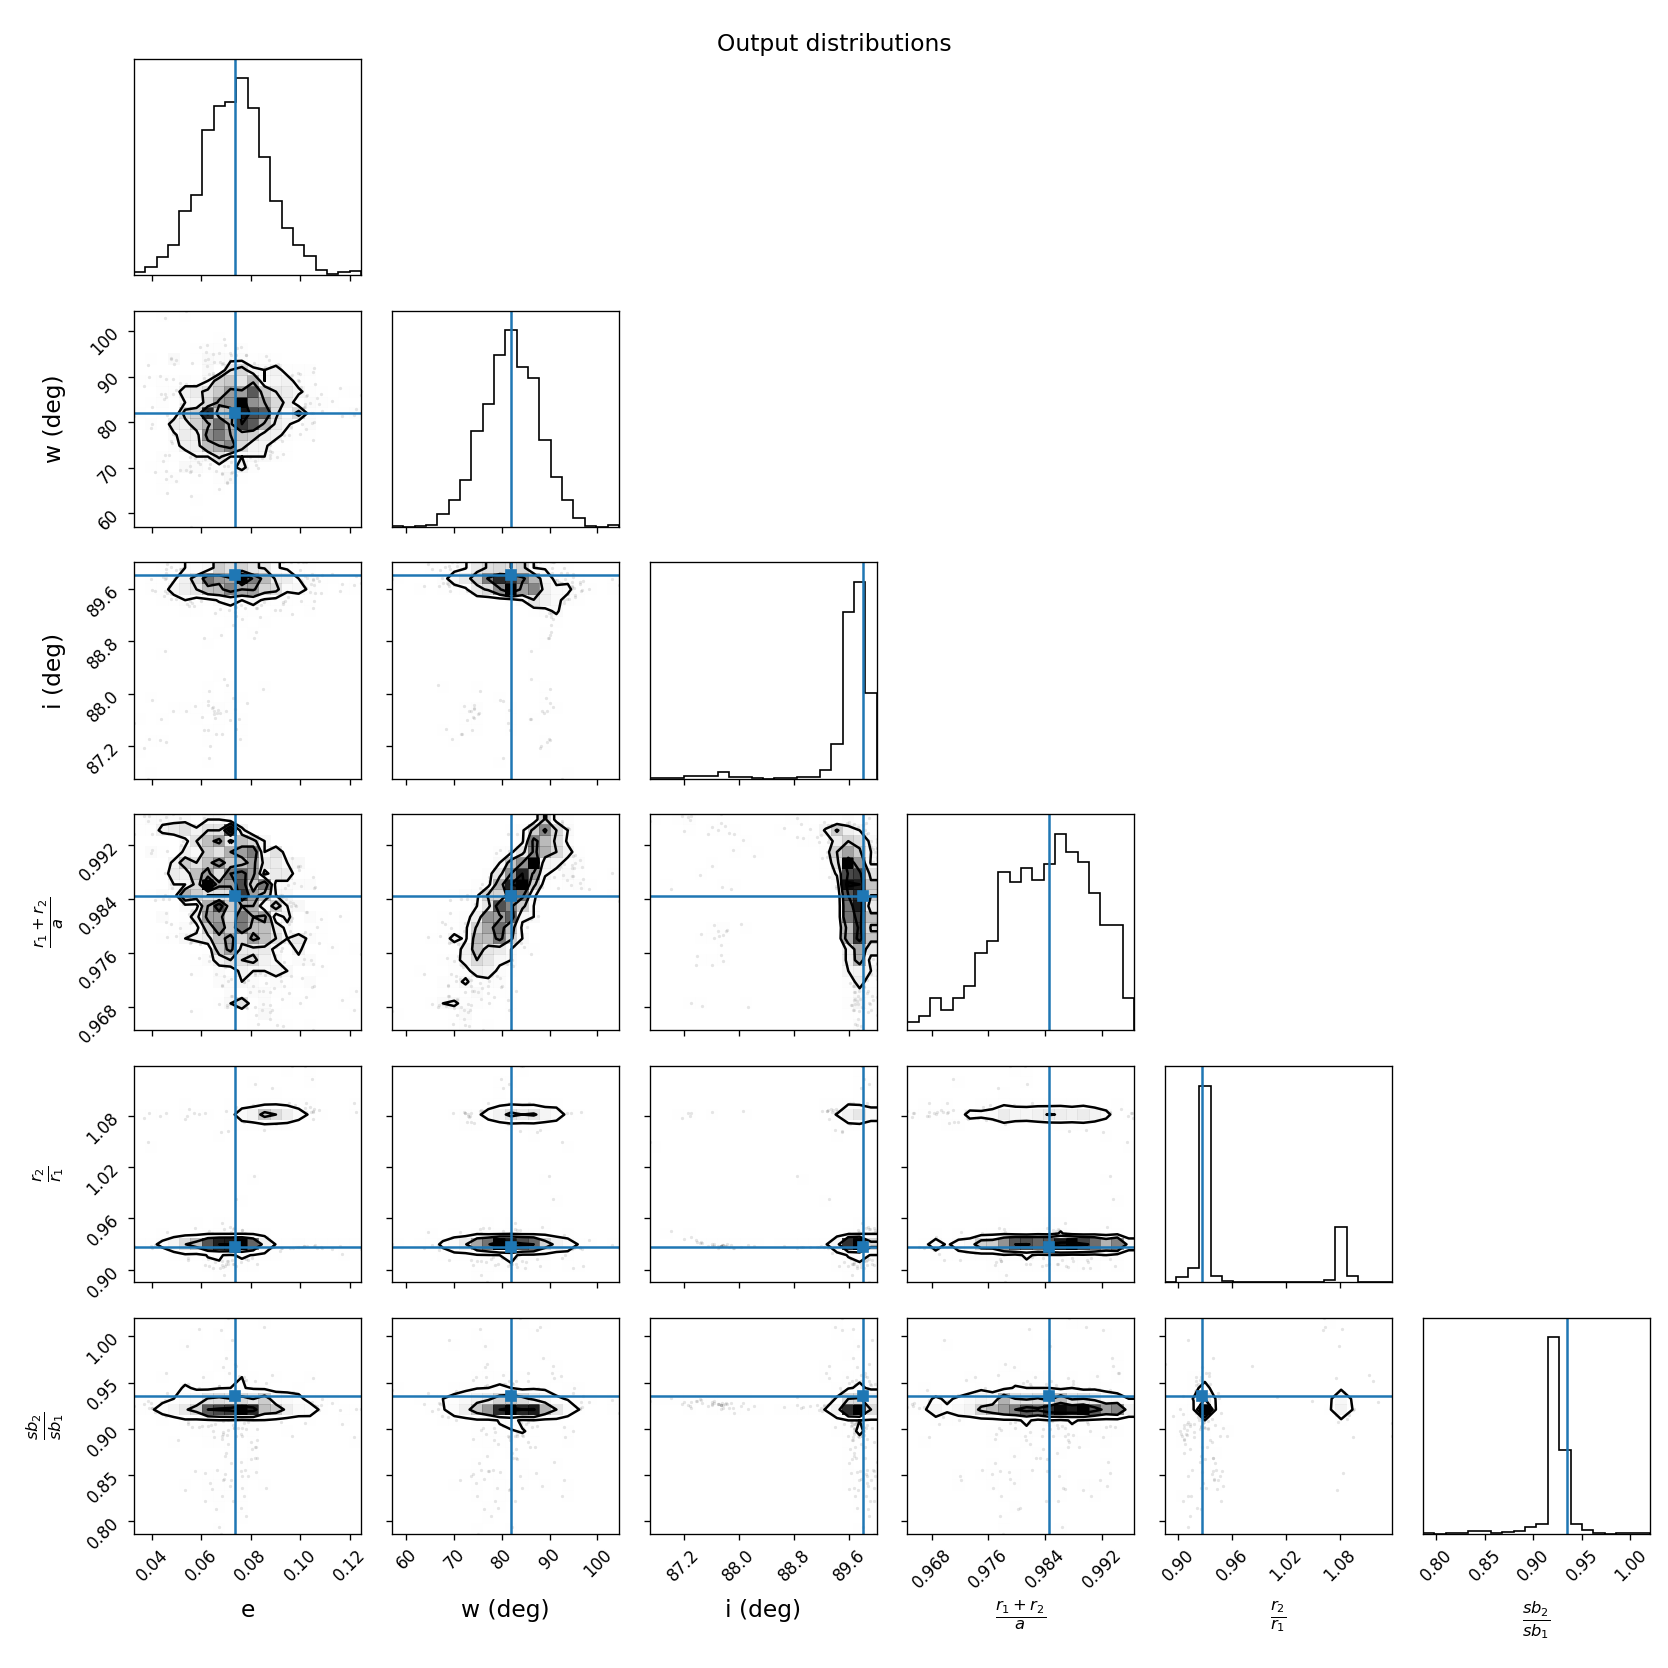 Output distributions
w (deg)
100
90
80
70
60
i (deg)
89.6
88.8
88.0
87.2
r₁ + r₂
a
0.992
0.984
0.976
0.968
r₂
r₁
1.08
1.02
0.96
0.90
sb₂
sb₁
1.00
0.95
0.90
0.85
0.80
0.04 0.06 0.08 0.10 0.12 60 70 80 90 100 87.2 88.0 88.8 89.6 0.968 0.976 0.984 0.992 0.90 0.96 1.02 1.08 0.80 0.85 0.90 0.95 1.00
e w (deg) i (deg) r₁ + r₂ r₂ sb₂
a r₁ sb₁